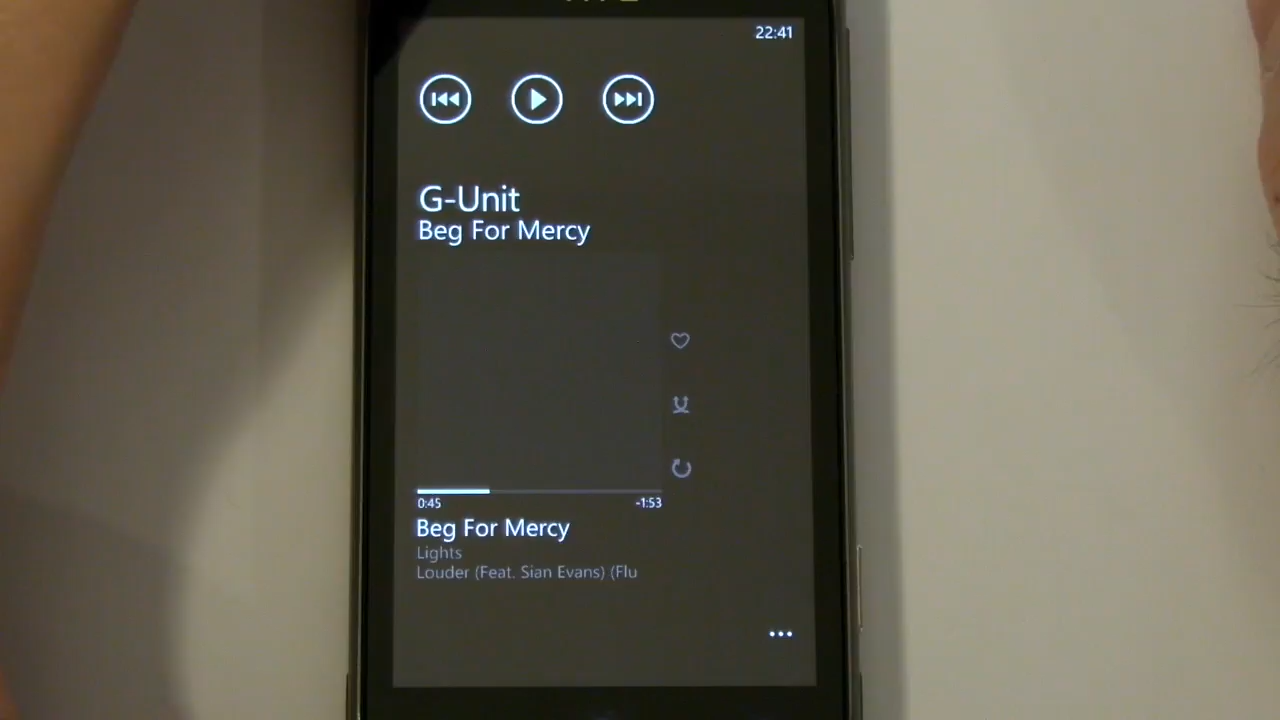 22:41
G-Unit
Beg For Mercy
0:45 -1:53
Beg For Mercy
Lights
Louder (Feat. Sian Evans) (Flu